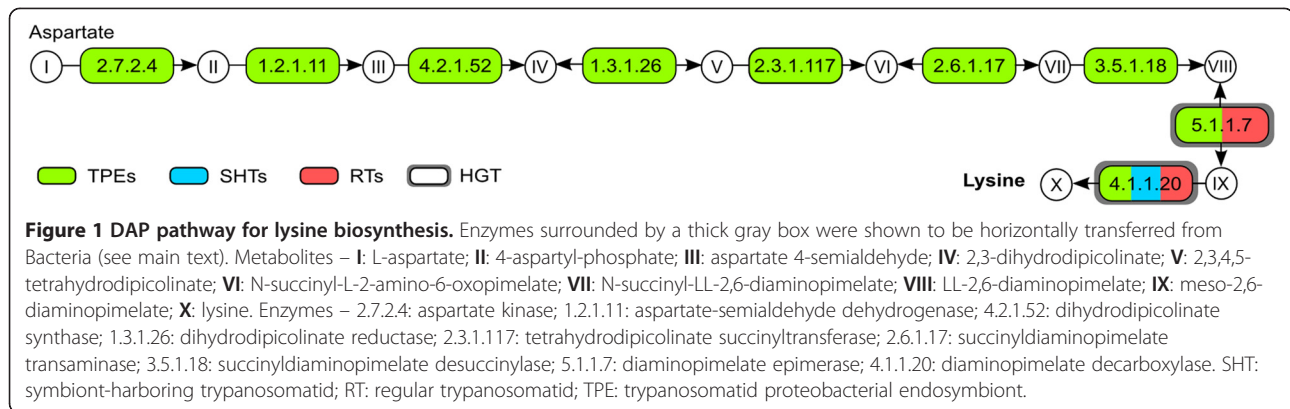 Aspartate
I 2.7.2.4 II 1.2.1.11 III 4.2.1.52 IV 1.3.1.26 V 2.3.1.117 VI 2.6.1.17 VII 3.5.1.18 VIII
5.1.1.7
TPEs SHTs RTs HGT
Lysine X 4.1.1.20 IX
Figure 1 DAP pathway for lysine biosynthesis. Enzymes surrounded by a thick gray box were shown to be horizontally transferred from
Bacteria (see main text). Metabolites – I: L-aspartate; II: 4-aspartyl-phosphate; III: aspartate 4-semialdehyde; IV: 2,3-dihydrodipicolinate; V: 2,3,4,5-
tetrahydrodipicolinate; VI: N-succinyl-L-2-amino-6-oxopimelate; VII: N-succinyl-LL-2,6-diaminopimelate; VIII: LL-2,6-diaminopimelate; IX: meso-2,6-
diaminopimelate; X: lysine. Enzymes – 2.7.2.4: aspartate kinase; 1.2.1.11: aspartate-semialdehyde dehydrogenase; 4.2.1.52: dihydrodipicolinate
synthase; 1.3.1.26: dihydrodipicolinate reductase; 2.3.1.117: tetrahydrodipicolinate succinyltransferase; 2.6.1.17: succinyldiaminopimelate
transaminase; 3.5.1.18: succinyldiaminopimelate desuccinylase; 5.1.1.7: diaminopimelate epimerase; 4.1.1.20: diaminopimelate decarboxylase. SHT:
symbiont-harboring trypanosomatid; RT: regular trypanosomatid; TPE: trypanosomatid proteobacterial endosymbiont.